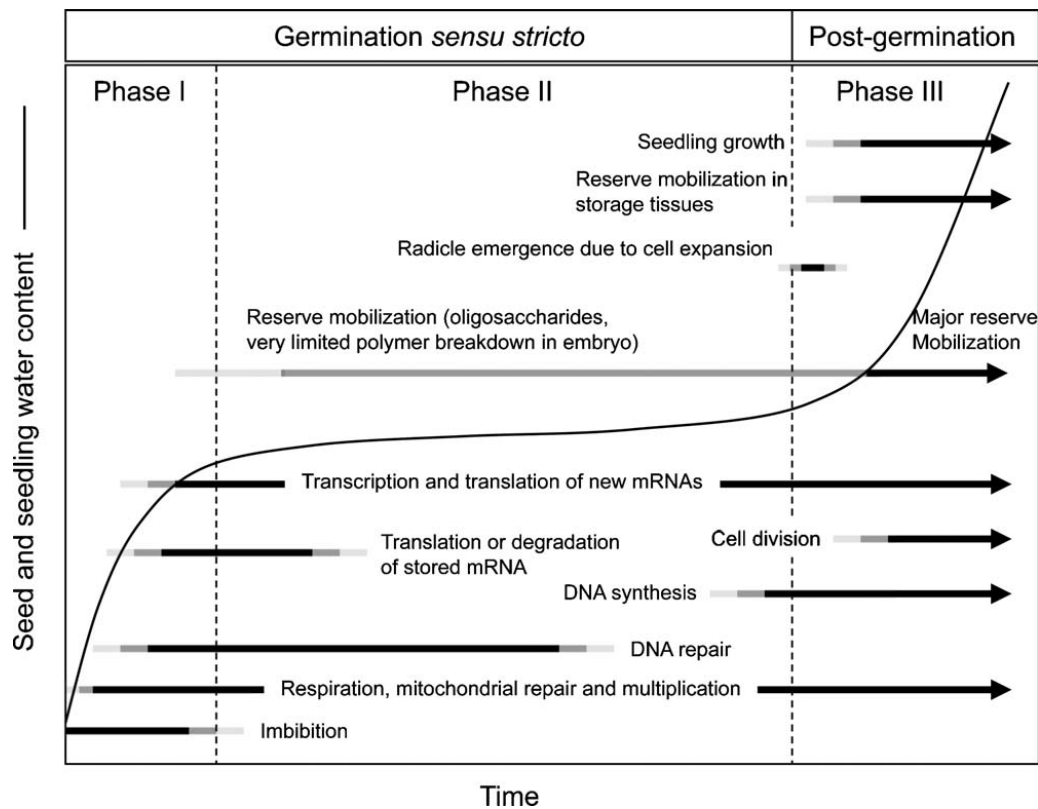 Germination sensu stricto
Post-germination
Phase I
Phase II
Phase III
Seedling growth
Reserve mobilization in
storage tissues
Radicle emergence due to cell expansion
Reserve mobilization (oligosaccharides,
very limited polymer breakdown in embryo)
Major reserve
Mobilization
Transcription and translation of new mRNAs
Translation or degradation
of stored mRNA
Cell division
DNA synthesis
DNA repair
Respiration, mitochondrial repair and multiplication
Imbibition
Seed and seedling water content
Time